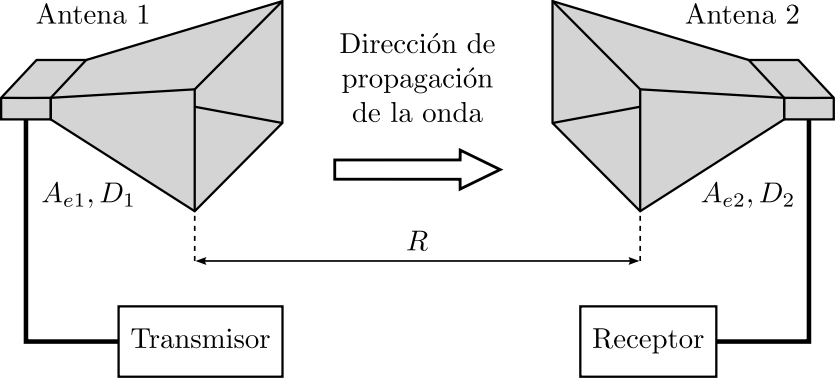 Antena 1
Antena 2
Dirección de
propagación
de la onda
A_{e1}, D_1
A_{e2}, D_2
R
Transmisor
Receptor